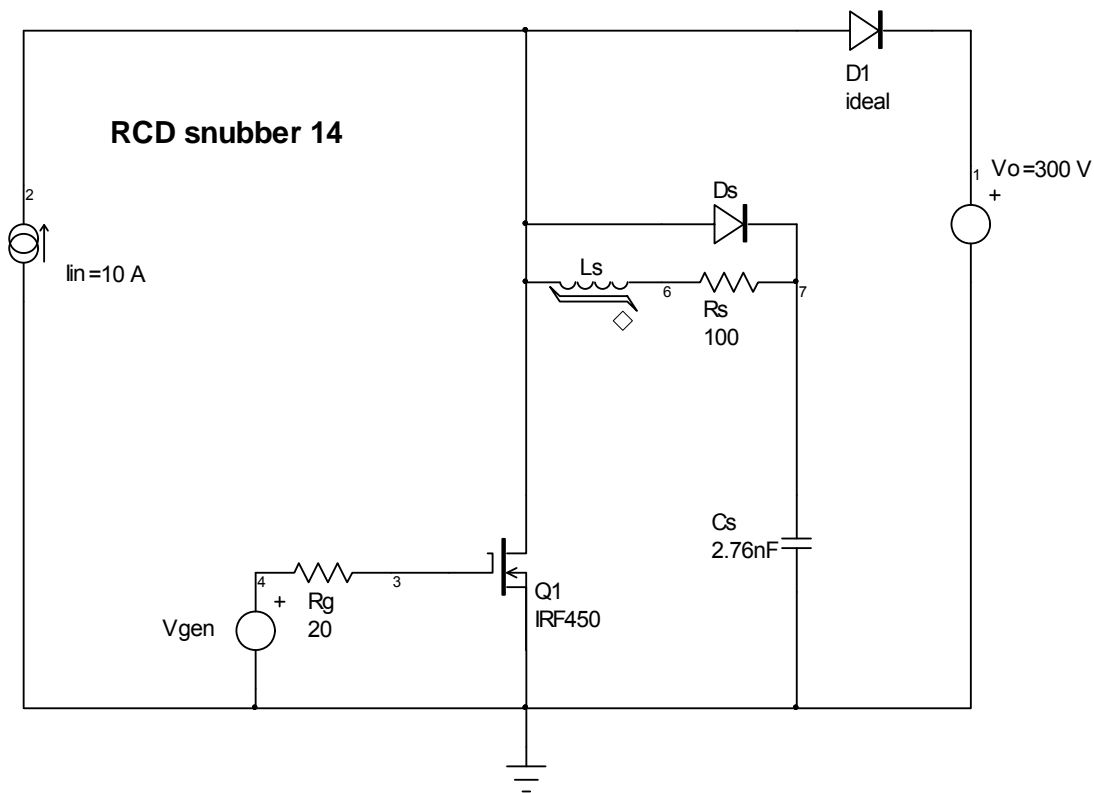 D1
ideal
RCD snubber 14
2
1
Vo=300 V
+
Ds
Iin=10 A
Ls
6
Rs
100
7
Cs
2.76nF
4
3
+
Rg
20
Vgen
Q1
IRF450